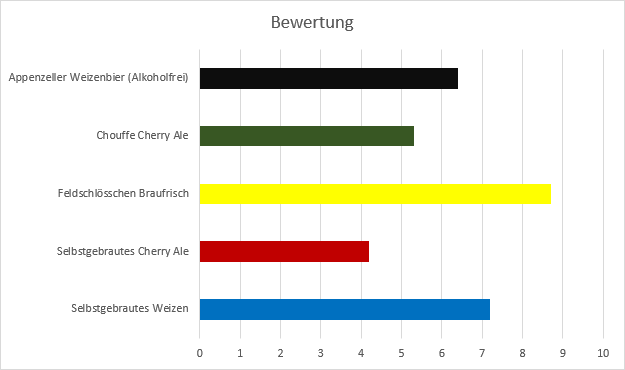 Bewertung
Appenzeller Weizenbier (Alkoholfrei)
Chouffe Cherry Ale
Feldschlösschen Braufrisch
Selbstgebrautes Cherry Ale
Selbstgebrautes Weizen
0 1 2 3 4 5 6 7 8 9 10